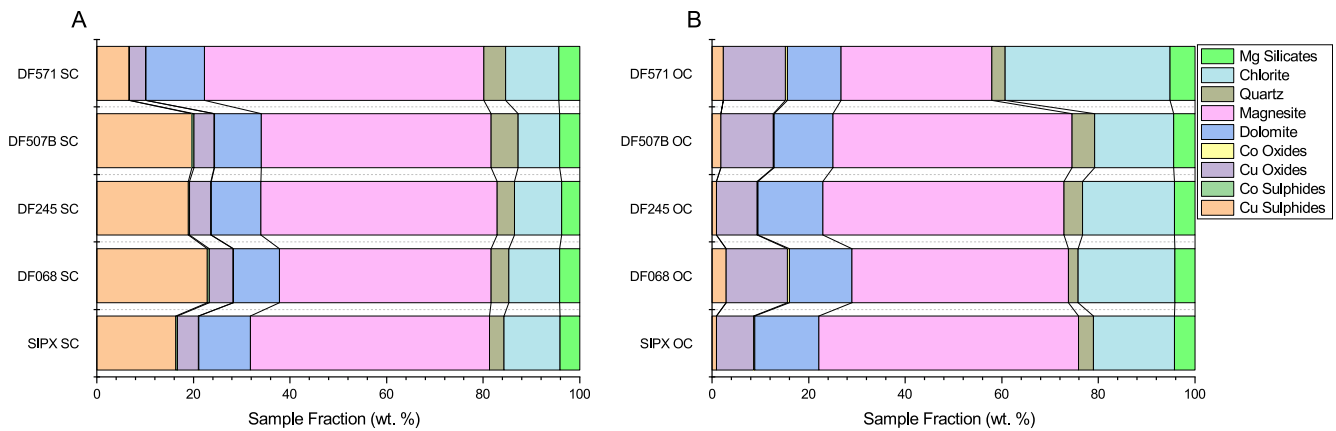 A
DF571 SC
DF507B SC
DF245 SC
DF068 SC
SIPX SC
0 20 40 60 80 100
Sample Fraction (wt. %)
B
DF571 OC
DF507B OC
DF245 OC
DF068 OC
SIPX OC
0 20 40 60 80 100
Sample Fraction (wt. %)
Mg Silicates
Chlorite
Quartz
Magnesite
Dolomite
Co Oxides
Cu Oxides
Co Sulphides
Cu Sulphides